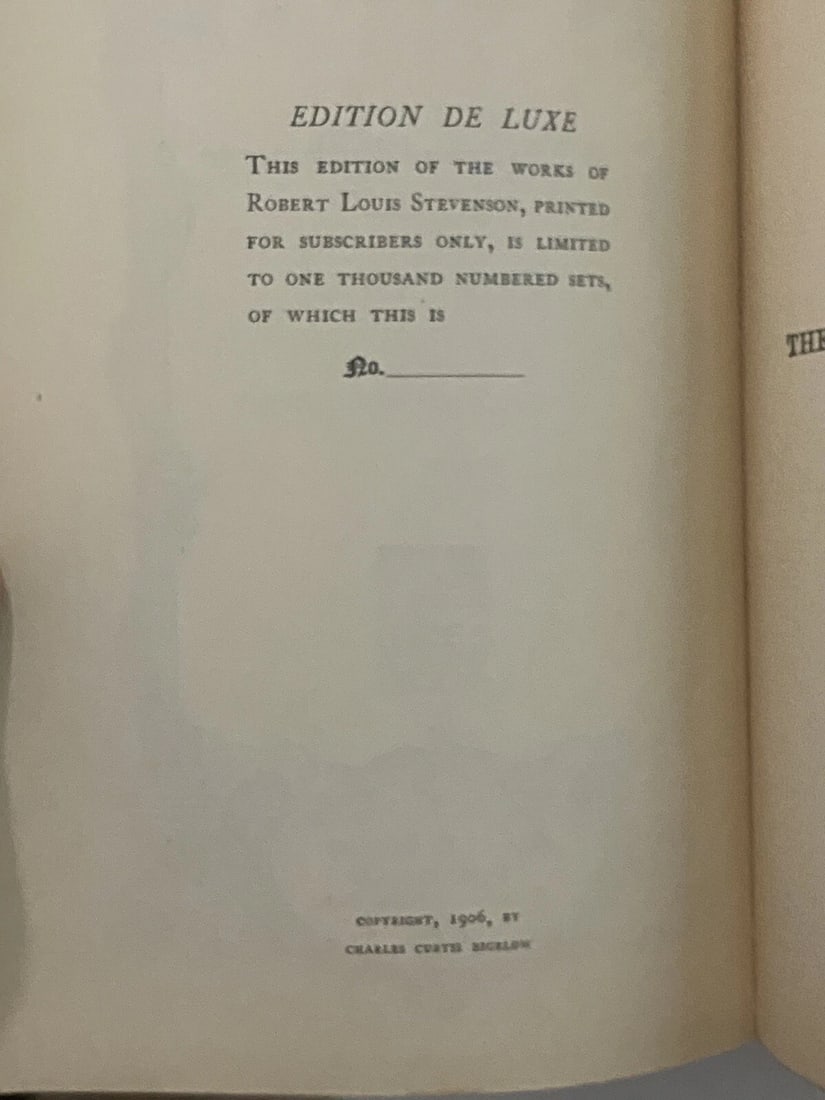 EDITION DE LUXE
THIS EDITION OF THE WORKS OF
ROBERT LOUIS STEVENSON, PRINTED
FOR SUBSCRIBERS ONLY, IS LIMITED
TO ONE THOUSAND NUMBERED SETS,
OF WHICH THIS IS
No.
COPYRIGHT, 1906, BY
CHARLES CURTIS BIGELOW
THE